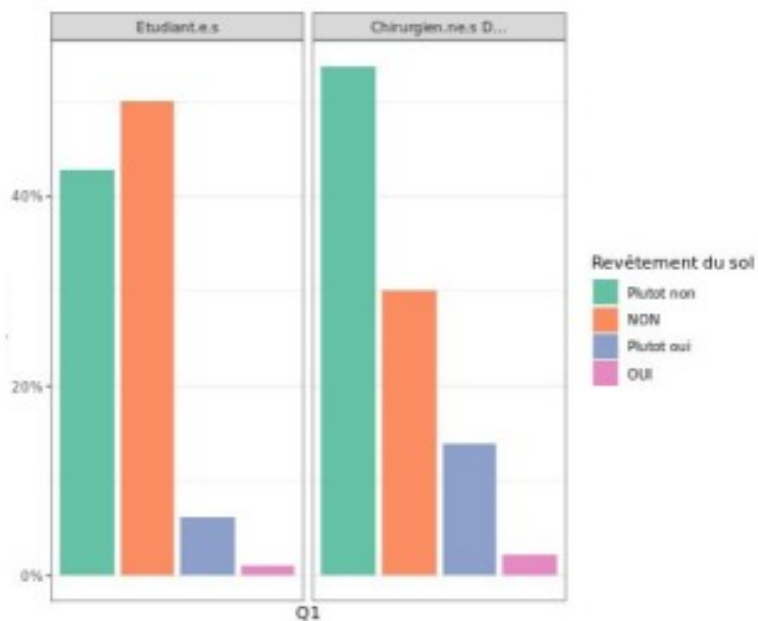 Etudiant.e.s
Chirurgien.ne.s D...
40%
20%
0%
Q1
Revêtement du sol
Plutot non
NON
Plutot oui
OUI